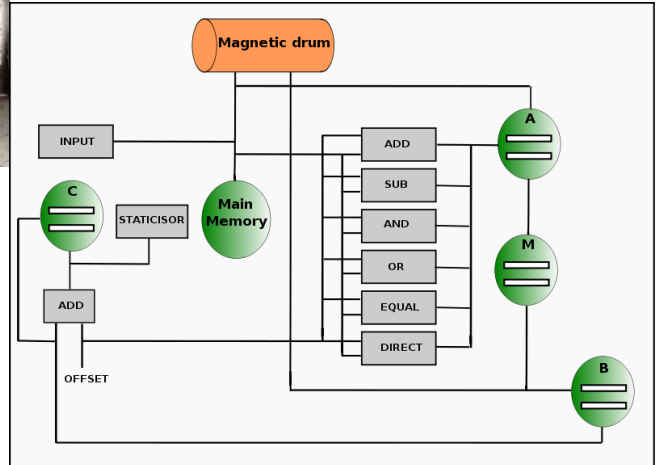 Magnetic drum
A
INPUT
ADD
C
SUB
STATICISOR
Main
Memory
AND
M
OR
ADD
EQUAL
DIRECT
OFFSET
B